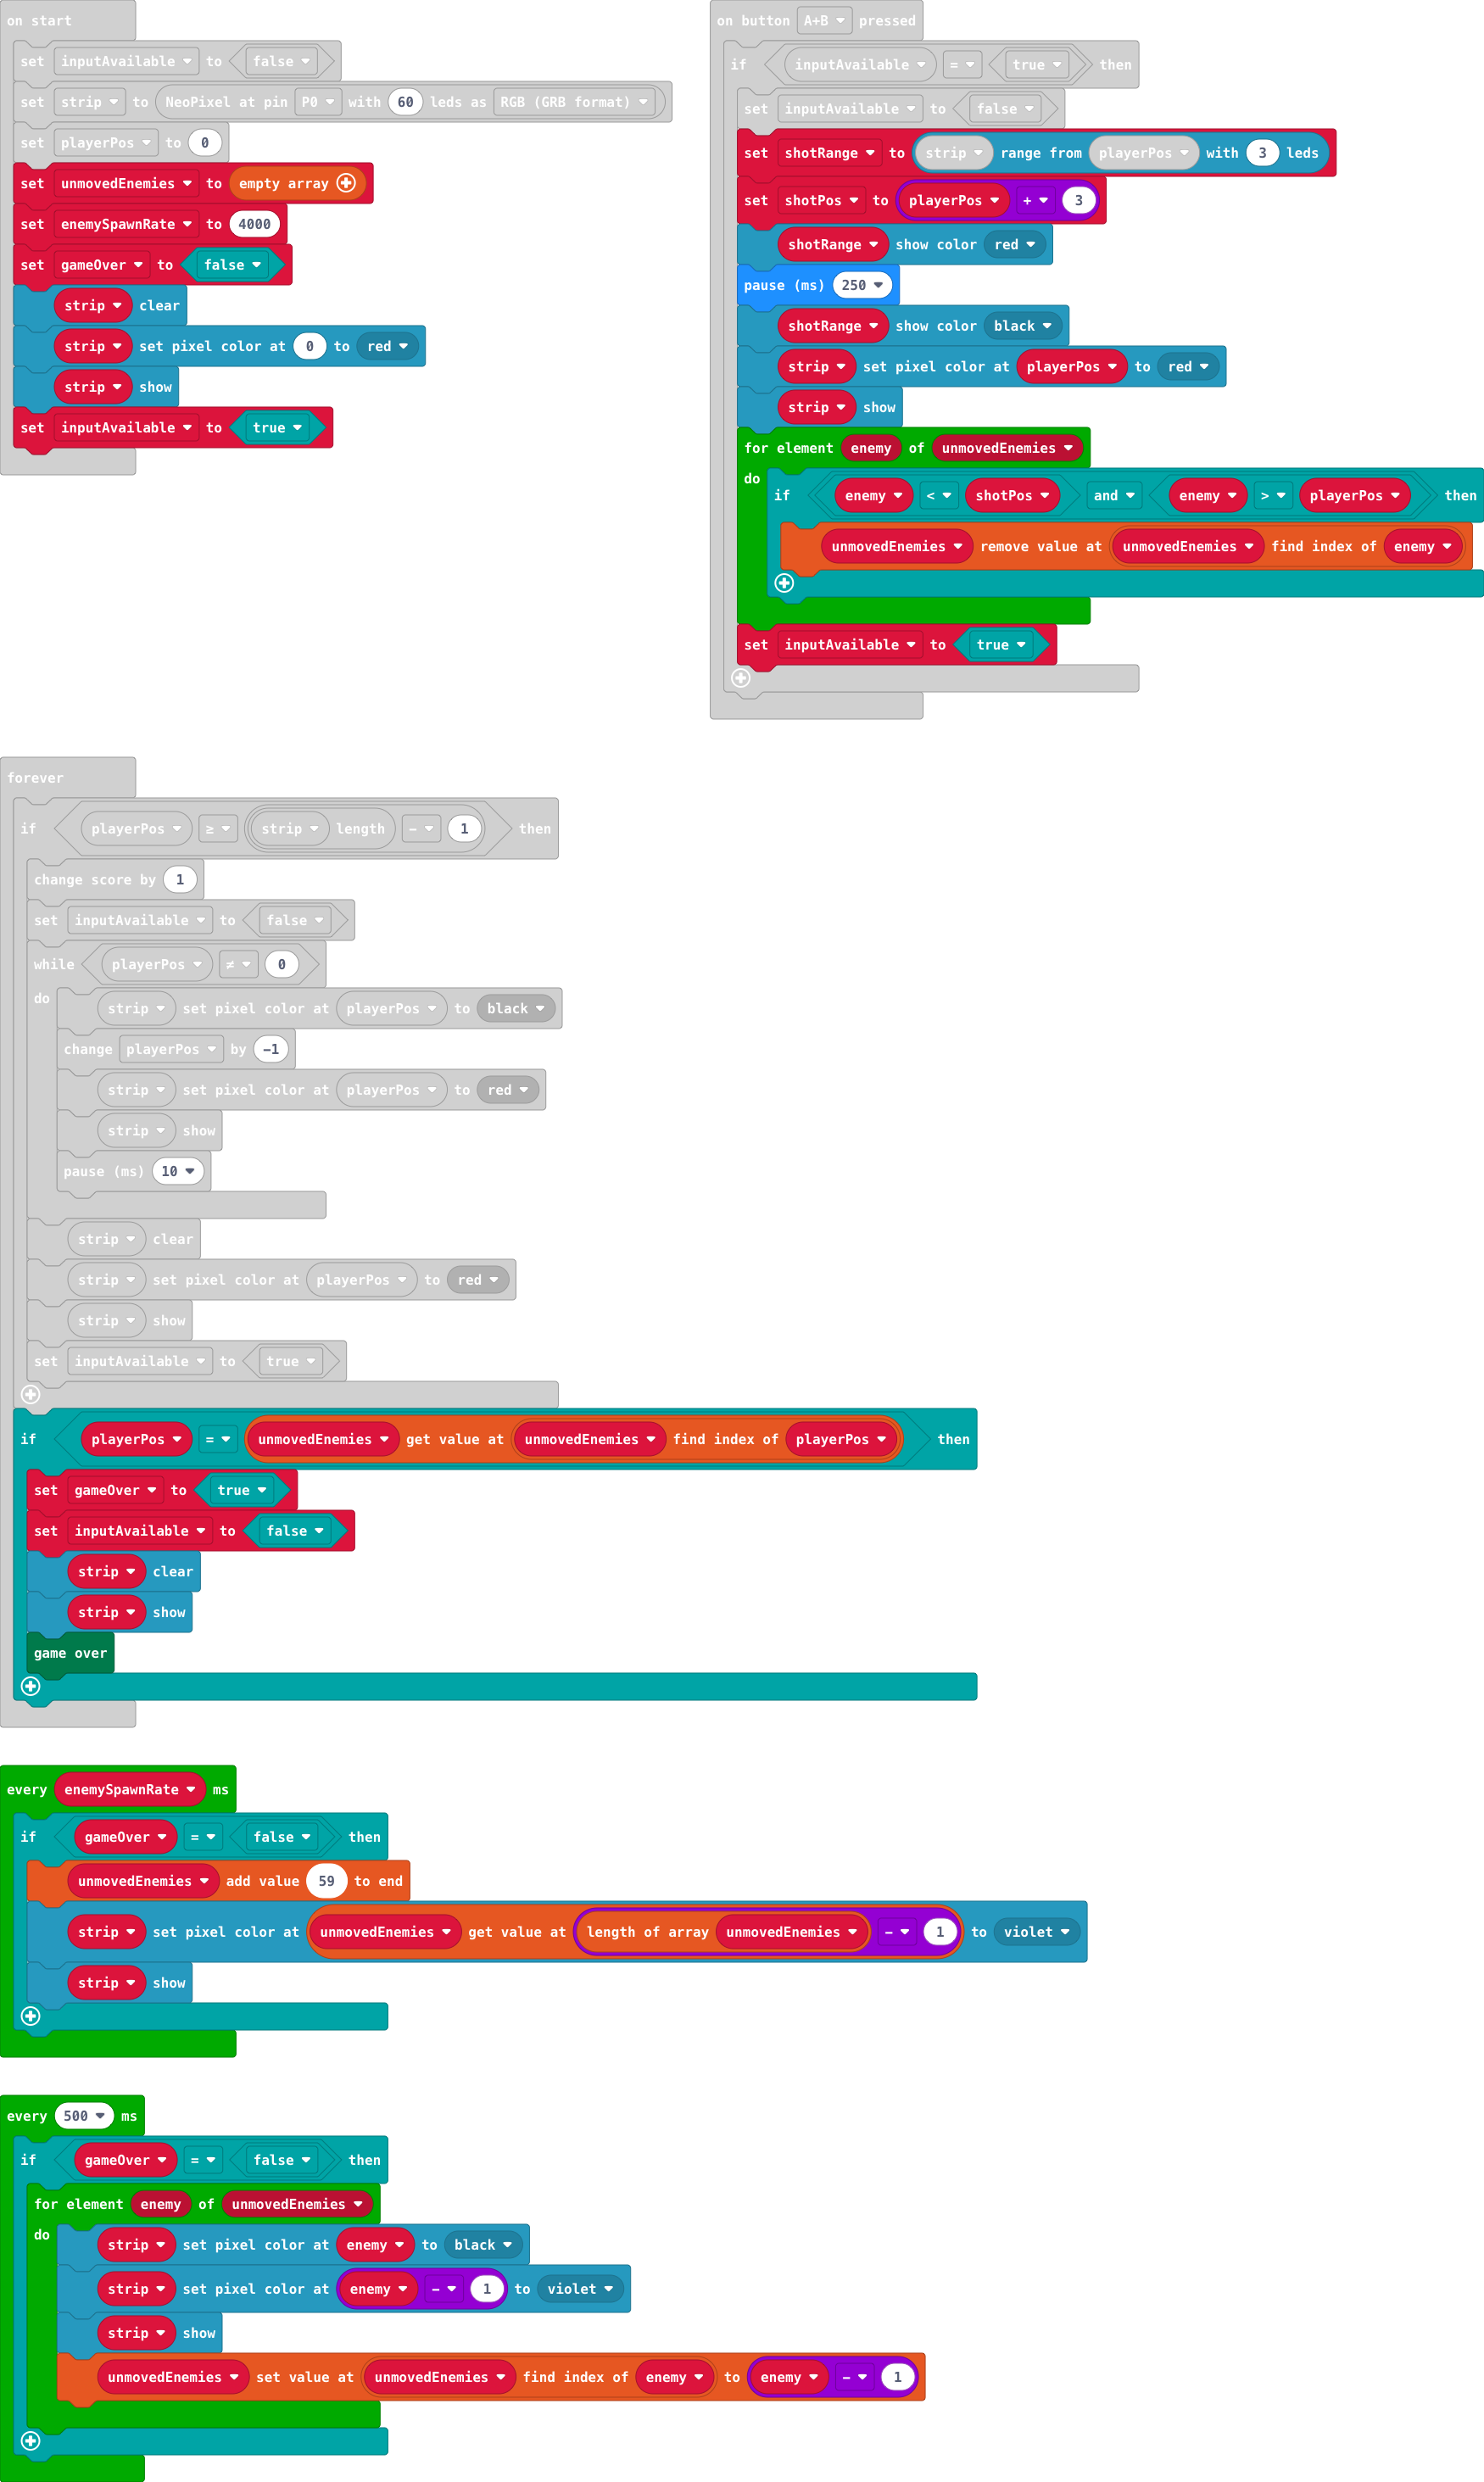 on start
set inputAvailable to false
set strip to NeoPixel at pin P0 with 60 leds as RGB (GRB format)
set playerPos to 0
set unmovedEnemies to empty array
set enemySpawnRate to 4000
set gameOver to false
strip clear
strip set pixel color at 0 to red
strip show
set inputAvailable to true
on button A+B pressed
if inputAvailable = true then
set inputAvailable to false
set shotRange to strip range from playerPos with 3 leds
set shotPos to playerPos + 3
shotRange show color red
pause (ms) 250
shotRange show color black
strip set pixel color at playerPos to red
strip show
for element enemy of unmovedEnemies
do
if enemy < shotPos and enemy > playerPos then
unmovedEnemies remove value at unmovedEnemies find index of enemy
set inputAvailable to true
forever
if playerPos ≥ strip length - 1 then
change score by 1
set inputAvailable to false
while playerPos ≠ 0
do
strip set pixel color at playerPos to black
change playerPos by -1
strip set pixel color at playerPos to red
strip show
pause (ms) 10
strip clear
strip set pixel color at playerPos to red
strip show
set inputAvailable to true
if playerPos = unmovedEnemies get value at unmovedEnemies find index of playerPos then
set gameOver to true
set inputAvailable to false
strip clear
strip show
game over
every enemySpawnRate ms
if gameOver = false then
unmovedEnemies add value 59 to end
strip set pixel color at unmovedEnemies get value at length of array unmovedEnemies - 1 to violet
strip show
every 500 ms
if gameOver = false then
for element enemy of unmovedEnemies
do
strip set pixel color at enemy to black
strip set pixel color at enemy - 1 to violet
strip show
unmovedEnemies set value at unmovedEnemies find index of enemy to enemy - 1